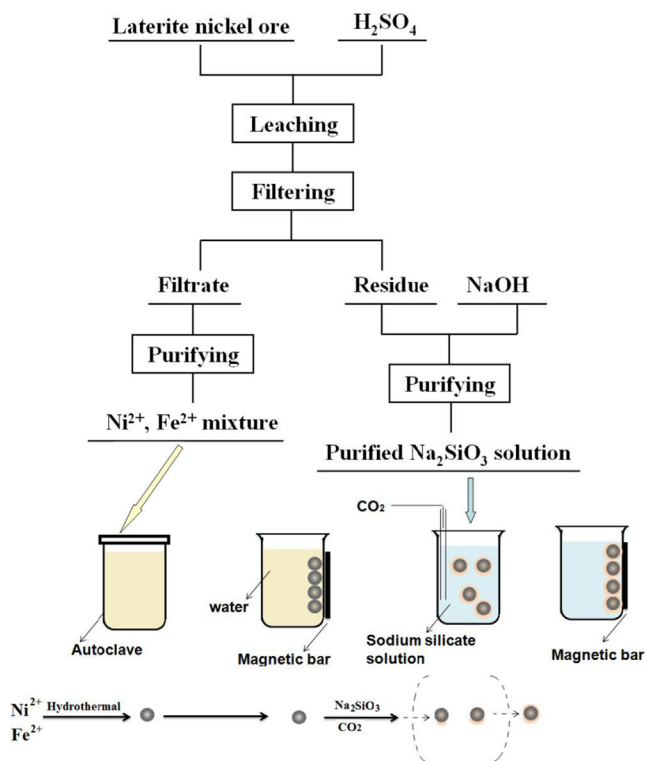 Laterite nickel ore
H₂SO₄
Leaching
Filtering
Filtrate
Residue
NaOH
Purifying
Purifying
Ni²⁺, Fe²⁺ mixture
Purified Na₂SiO₃ solution
CO₂
water
Autoclave
Magnetic bar
Sodium silicate
solution
Magnetic bar
Ni²⁺
Fe²⁺
Hydrothermal
Na₂SiO₃
CO₂